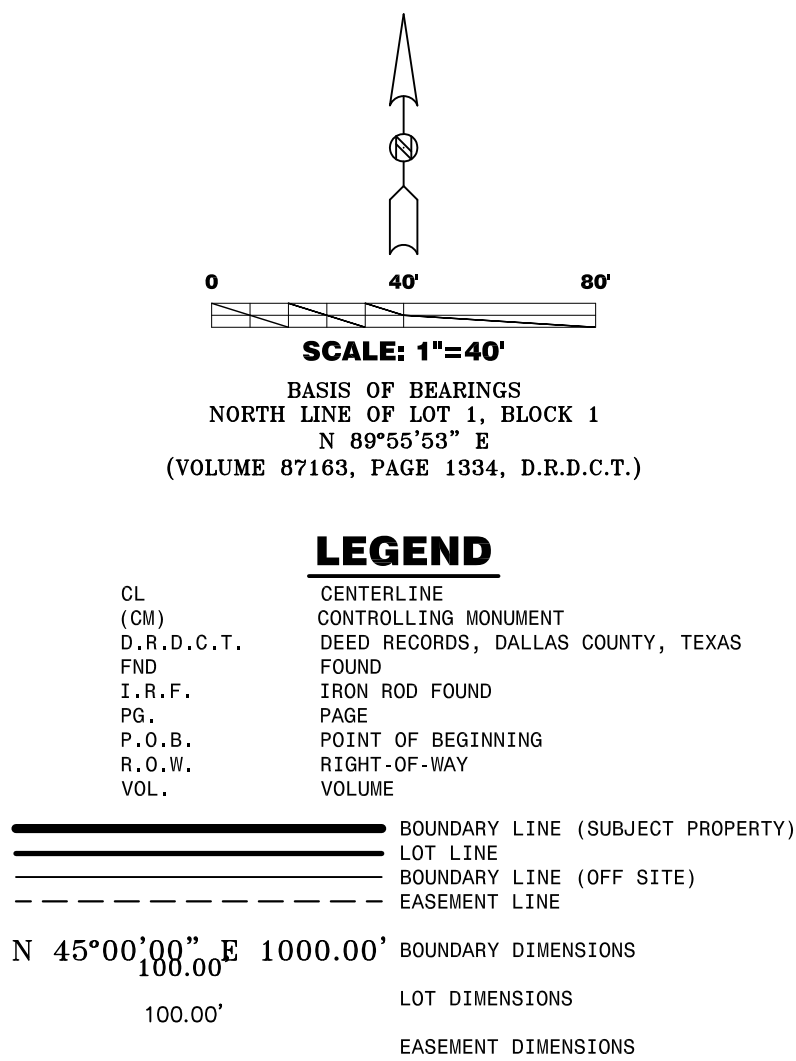 N
0 40' 80'
SCALE: 1"=40'
BASIS OF BEARINGS
NORTH LINE OF LOT 1, BLOCK 1
N 89°55'53" E
(VOLUME 87163, PAGE 1334, D.R.D.C.T.)
LEGEND
CL CENTERLINE
(CM) CONTROLLING MONUMENT
D.R.D.C.T. DEED RECORDS, DALLAS COUNTY, TEXAS
FND FOUND
I.R.F. IRON ROD FOUND
PG. PAGE
P.O.B. POINT OF BEGINNING
R.O.W. RIGHT-OF-WAY
VOL. VOLUME
BOUNDARY LINE (SUBJECT PROPERTY)
LOT LINE
BOUNDARY LINE (OFF SITE)
EASEMENT LINE
N 45°00'00" E 1000.00' BOUNDARY DIMENSIONS
100.00'
LOT DIMENSIONS
100.00'
EASEMENT DIMENSIONS